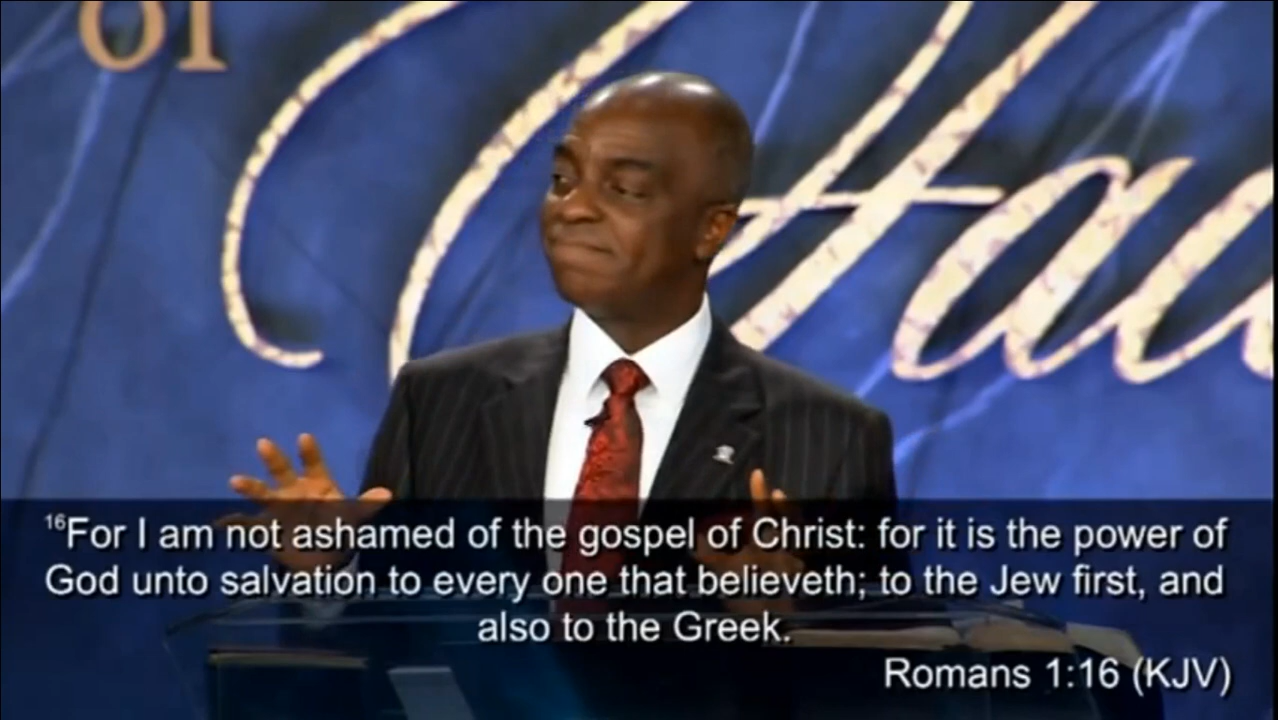 of
¹⁶For I am not ashamed of the gospel of Christ: for it is the power of
God unto salvation to every one that believeth; to the Jew first, and
also to the Greek.
Romans 1:16 (KJV)